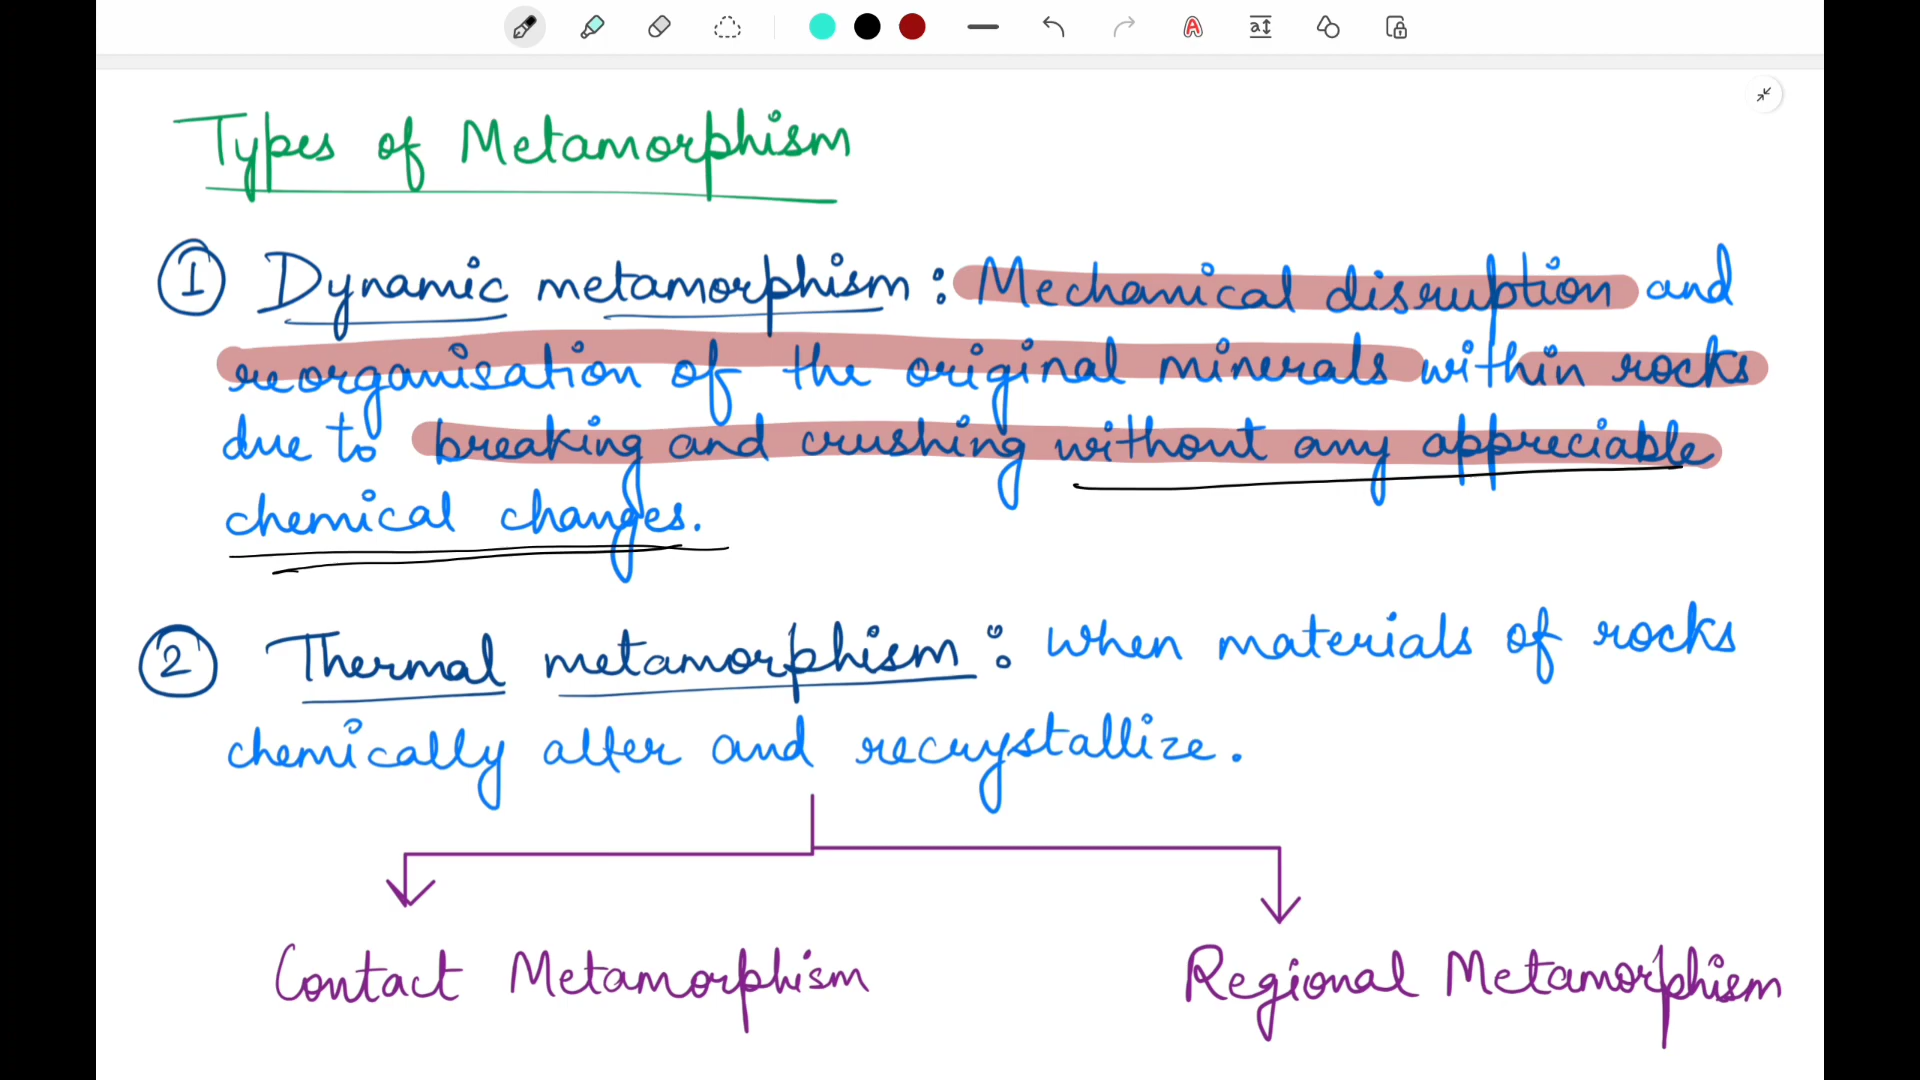 Types of Metamorphism
1 Dynamic metamorphism : Mechanical disruption and
reorganisation of the original minerals within rocks
due to breaking and crushing without any appreciable
chemical changes.
2 Thermal metamorphism : when materials of rocks
chemically alter and recrystallize.
Contact Metamorphism Regional Metamorphism